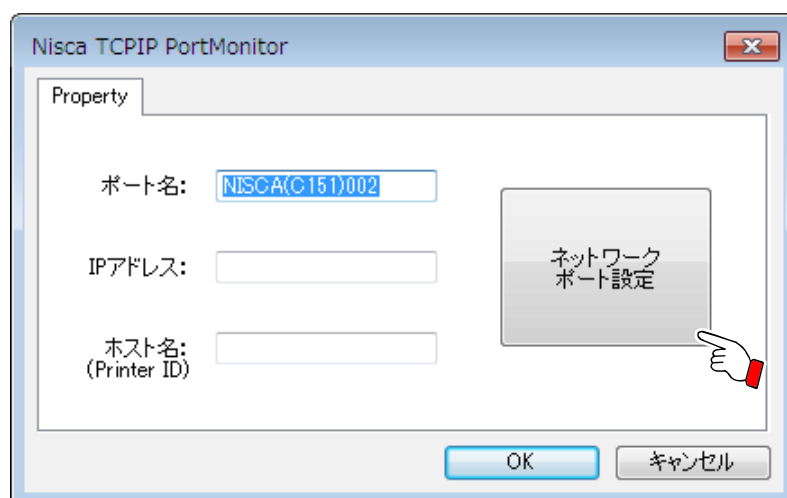 Nisca TCPIP PortMonitor
Property
ポート名:
NISCA(C151)002
IPアドレス:
ホスト名:
(Printer ID)
ネットワーク
ポート設定
OK
キャンセル